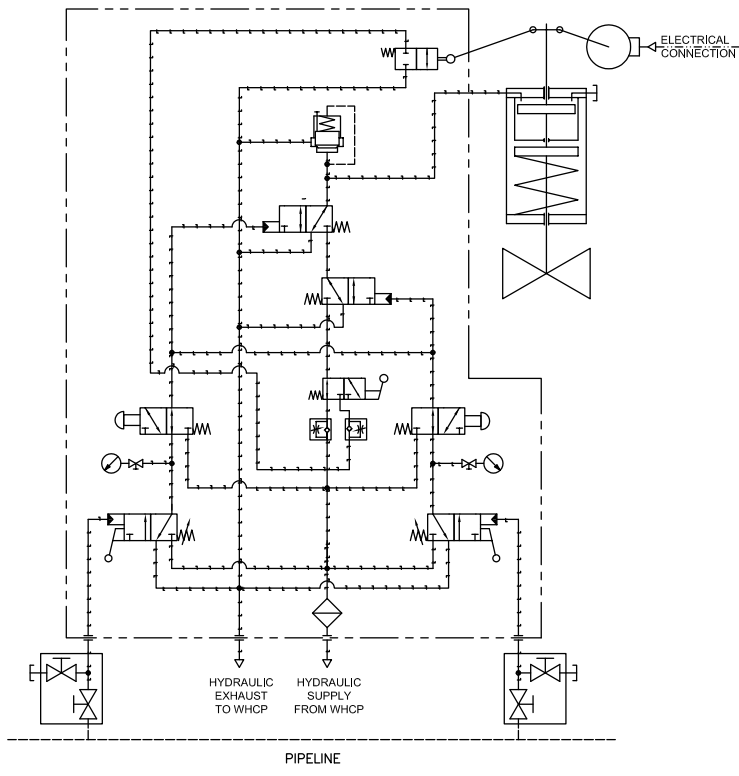 ELECTRICAL
CONNECTION
HYDRAULIC
EXHAUST
TO WHCP
HYDRAULIC
SUPPLY
FROM WHCP
PIPELINE